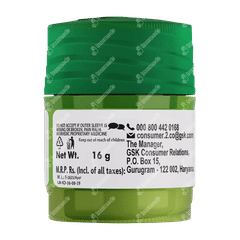 DO NOT ACCEPT IF OUTER SLEEVE IS
MISSING OR BROKEN. PAIN BALM
AYURVEDIC PROPRIETARY MEDICINE
Keep out of reach of children.
Net Wt. 16 g
M.R.P. Rs. (Incl. of all taxes):
000 800 442 0168
consumer.2.co@gsk.com
The Manager,
GSK Consumer Relations,
P.O. Box 15,
Gurugram - 122 002, Haryana